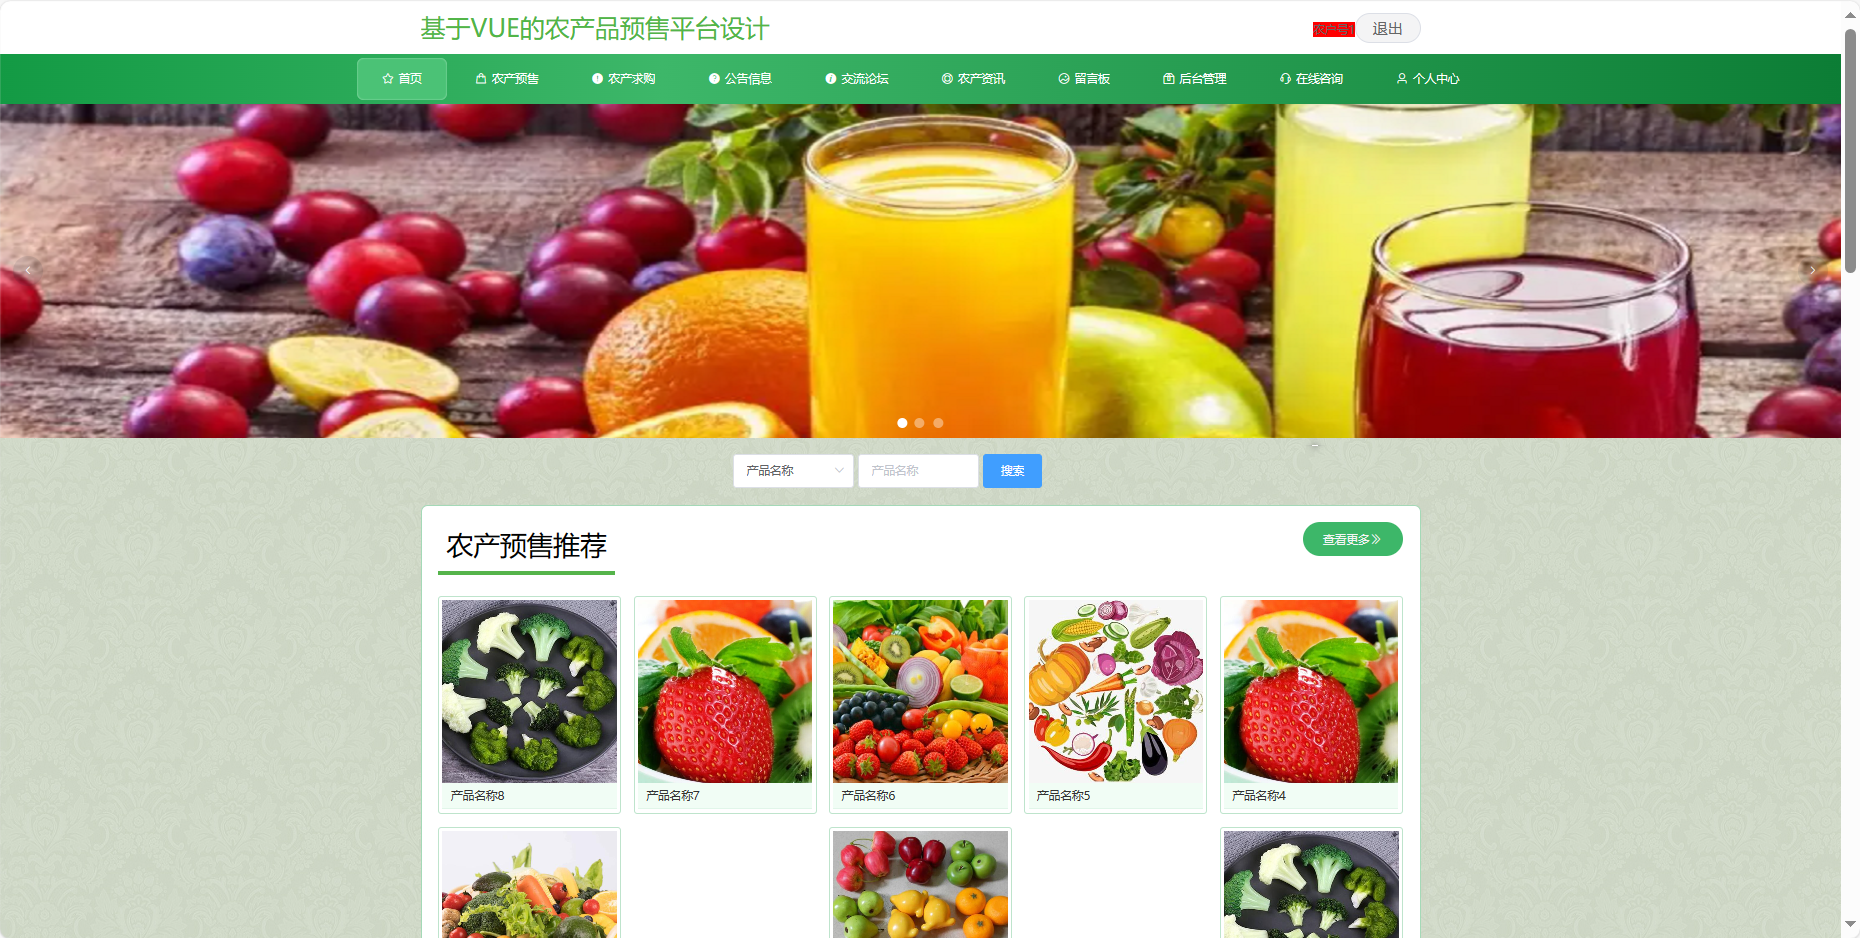 基于VUE的农产品预售平台设计
农户号1 退出
首页 农产预售 农产求购 公告信息 交流论坛 农产资讯 留言板 后台管理 在线咨询 个人中心
产品名称 产品名称 搜索
农产预售推荐 查看更多
产品名称8 产品名称7 产品名称6 产品名称5 产品名称4